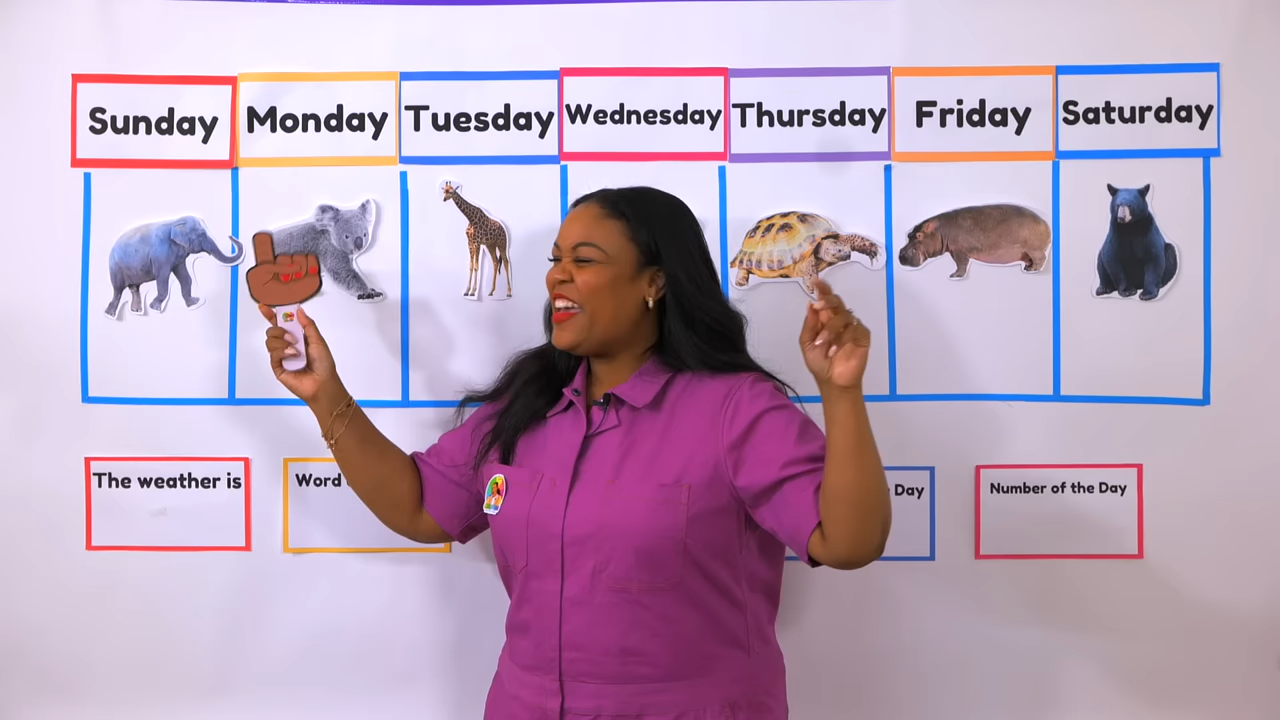 Sunday
Monday
Tuesday
Wednesday
Thursday
Friday
Saturday
The weather is
Word
Day
Number of the Day